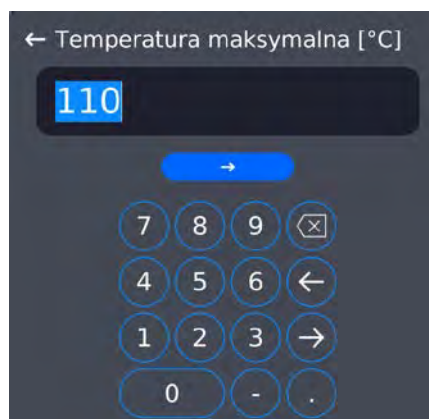 ← Temperatura maksymalna [°C]
110
→
7 8 9
4 5 6 ←
1 2 3 →
0 - .